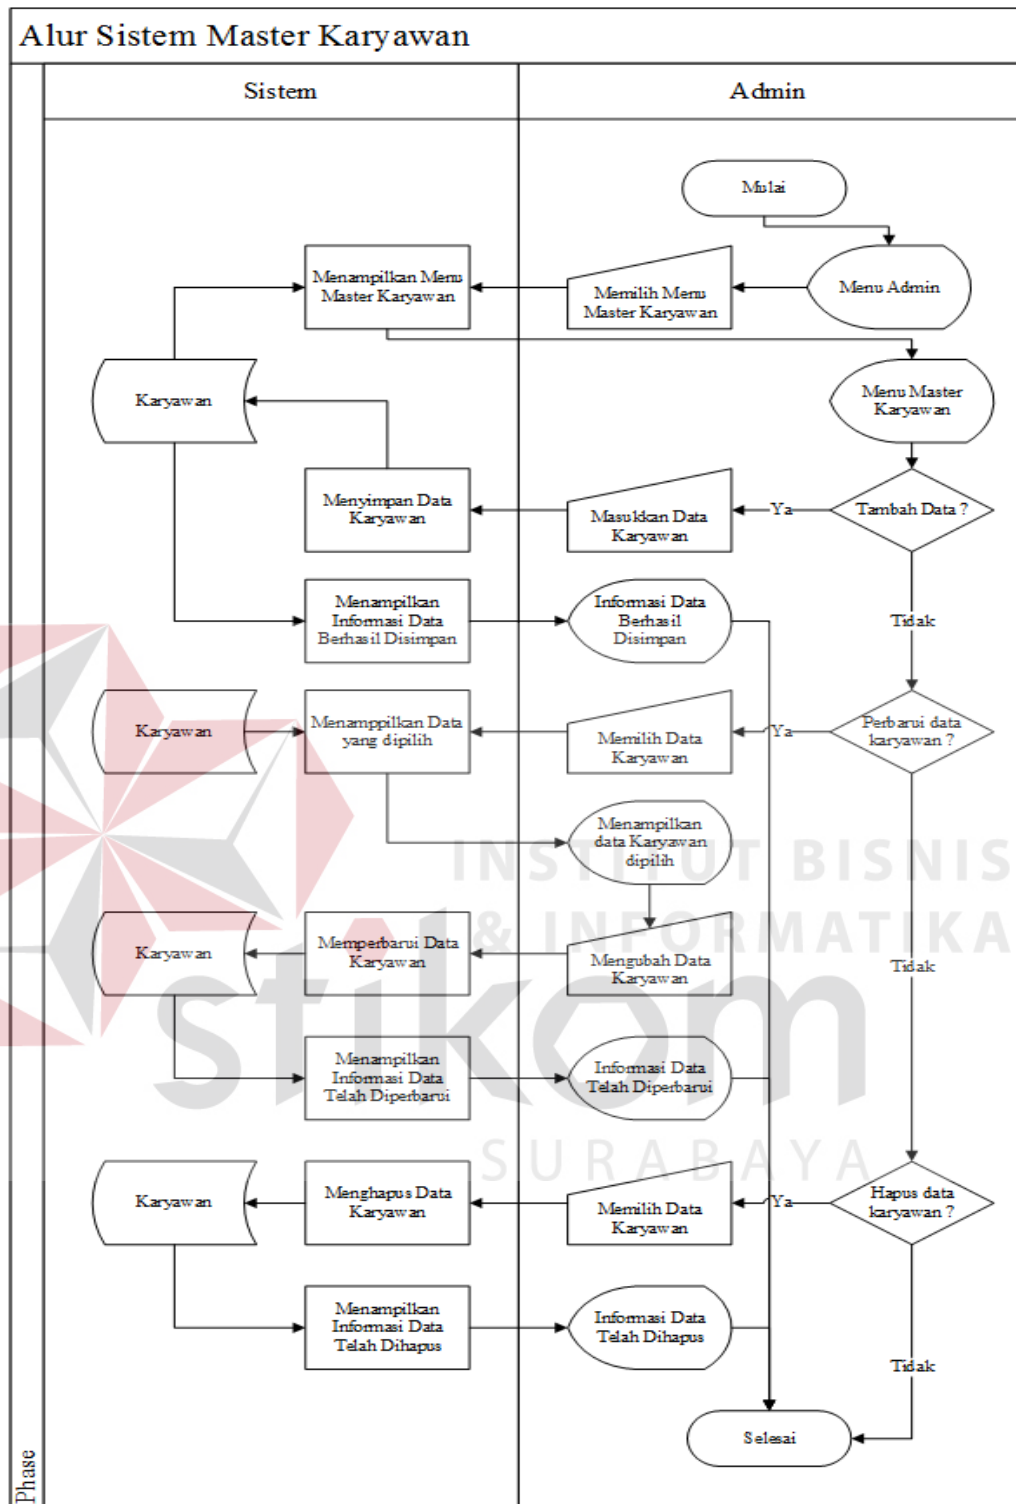 Alur Sistem Master Karyawan
Sistem
Admin
Mulai
Menampilkan Menu
Master Karyawan
Memilih Menu
Master Karyawan
Menu Admin
Karyawan
Menu Master
Karyawan
Menyimpan Data
Karyawan
Masukkan Data
Karyawan
Ya
Tambah Data ?
Menampilkan
Informasi Data
Berhasil Disimpan
Informasi Data
Berhasil
Disimpan
Tidak
Karyawan
Menamppilkan Data
yang dipilih
Memilih Data
Karyawan
Ya
Perbarui data
karyawan ?
Menampilkan
data Karyawan
dipilih
INSTITUT BISNIS
& INFORMATIKA
Karyawan
Memperbarui Data
Karyawan
Mengubah Data
Karyawan
Tidak
stikom
Menampilkan
Informasi Data
Telah Diperbarui
Informasi Data
Telah Diperbarui
SURABAYA
Karyawan
Menghapus Data
Karyawan
Memilih Data
Karyawan
Ya
Hapus data
karyawan ?
Menampilkan
Informasi Data
Telah Dihapus
Informasi Data
Telah Dihapus
Tidak
Selesai
Phase